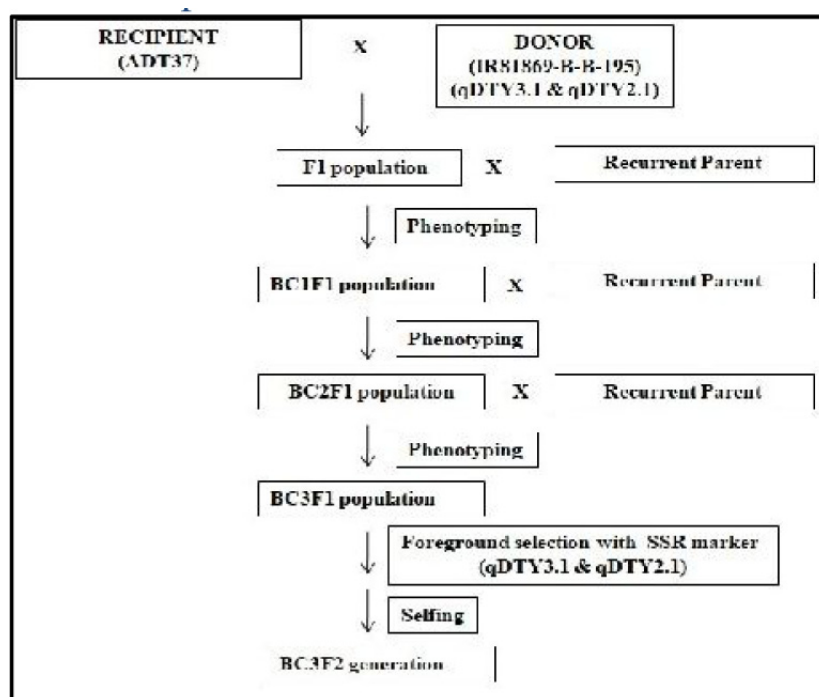 RECIPIENT
(ADT37)
X
DONOR
(IR81869-B-B-195)
(qDTY3.1 & qDTY2.1)
F1 population
X
Recurrent Parent
Phenotyping
BC1F1 population
X
Recurrent Parent
Phenotyping
BC2F1 population
X
Recurrent Parent
Phenotyping
BC3F1 population
Foreground selection with SSR marker
(qDTY3.1 & qDTY2.1)
Selfing
BC3F2 generation